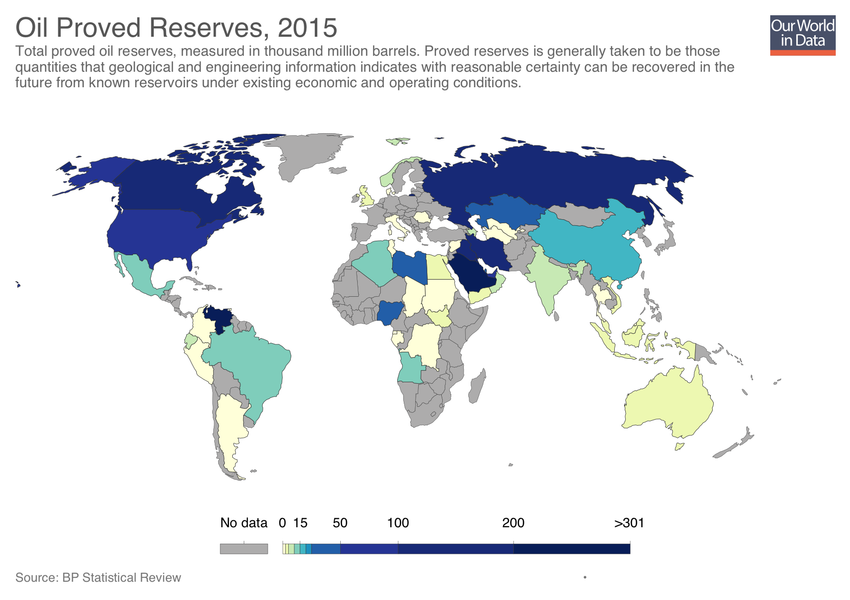 Oil Proved Reserves, 2015
Our World
in Data
Total proved oil reserves, measured in thousand million barrels. Proved reserves is generally taken to be those
quantities that geological and engineering information indicates with reasonable certainty can be recovered in the
future from known reservoirs under existing economic and operating conditions.
No data 0 15 50 100 200 >301
Source: BP Statistical Review